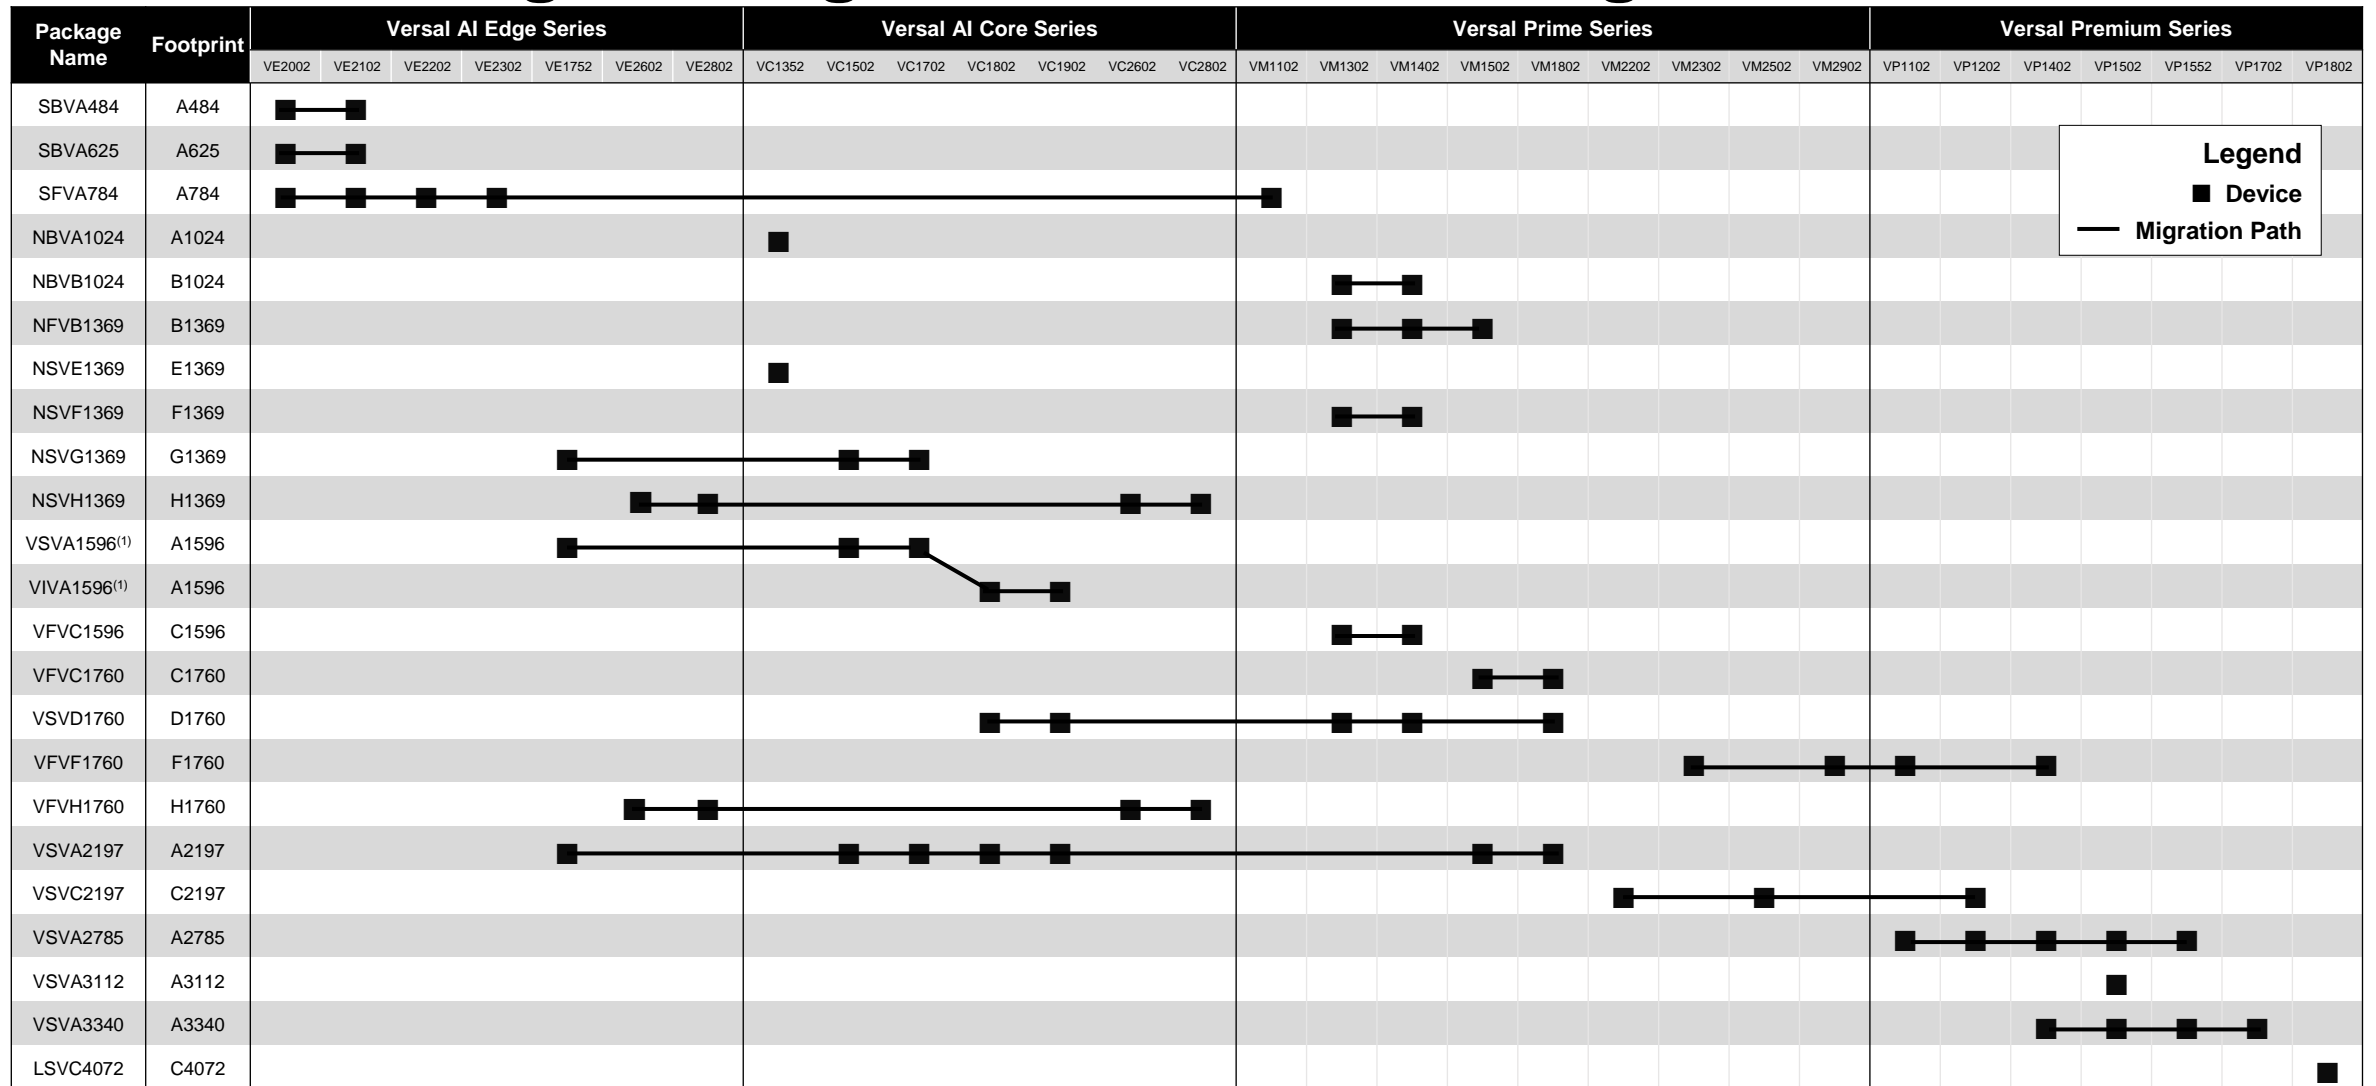 Package Name Footprint Versal AI Edge Series Versal AI Core Series Versal Prime Series Versal Premium Series
VE2002 VE2102 VE2202 VE2302 VE1752 VE2602 VE2802 VC1352 VC1502 VC1702 VC1802 VC1902 VC2602 VC2802 VM1102 VM1302 VM1402 VM1502 VM1802 VM2202 VM2302 VM2502 VM2902 VP1102 VP1202 VP1402 VP1502 VP1552 VP1702 VP1802
SBVA484 A484
SBVA625 A625
SFVA784 A784
NBVA1024 A1024
NBVB1024 B1024
NFVB1369 B1369
NSVE1369 E1369
NSVF1369 F1369
NSVG1369 G1369
NSVH1369 H1369
VSVA1596(1) A1596
VIVA1596(1) A1596
VFVC1596 C1596
VFVC1760 C1760
VSVD1760 D1760
VFVF1760 F1760
VFVH1760 H1760
VSVA2197 A2197
VSVC2197 C2197
VSVA2785 A2785
VSVA3112 A3112
VSVA3340 A3340
LSVC4072 C4072
Legend
Device
Migration Path